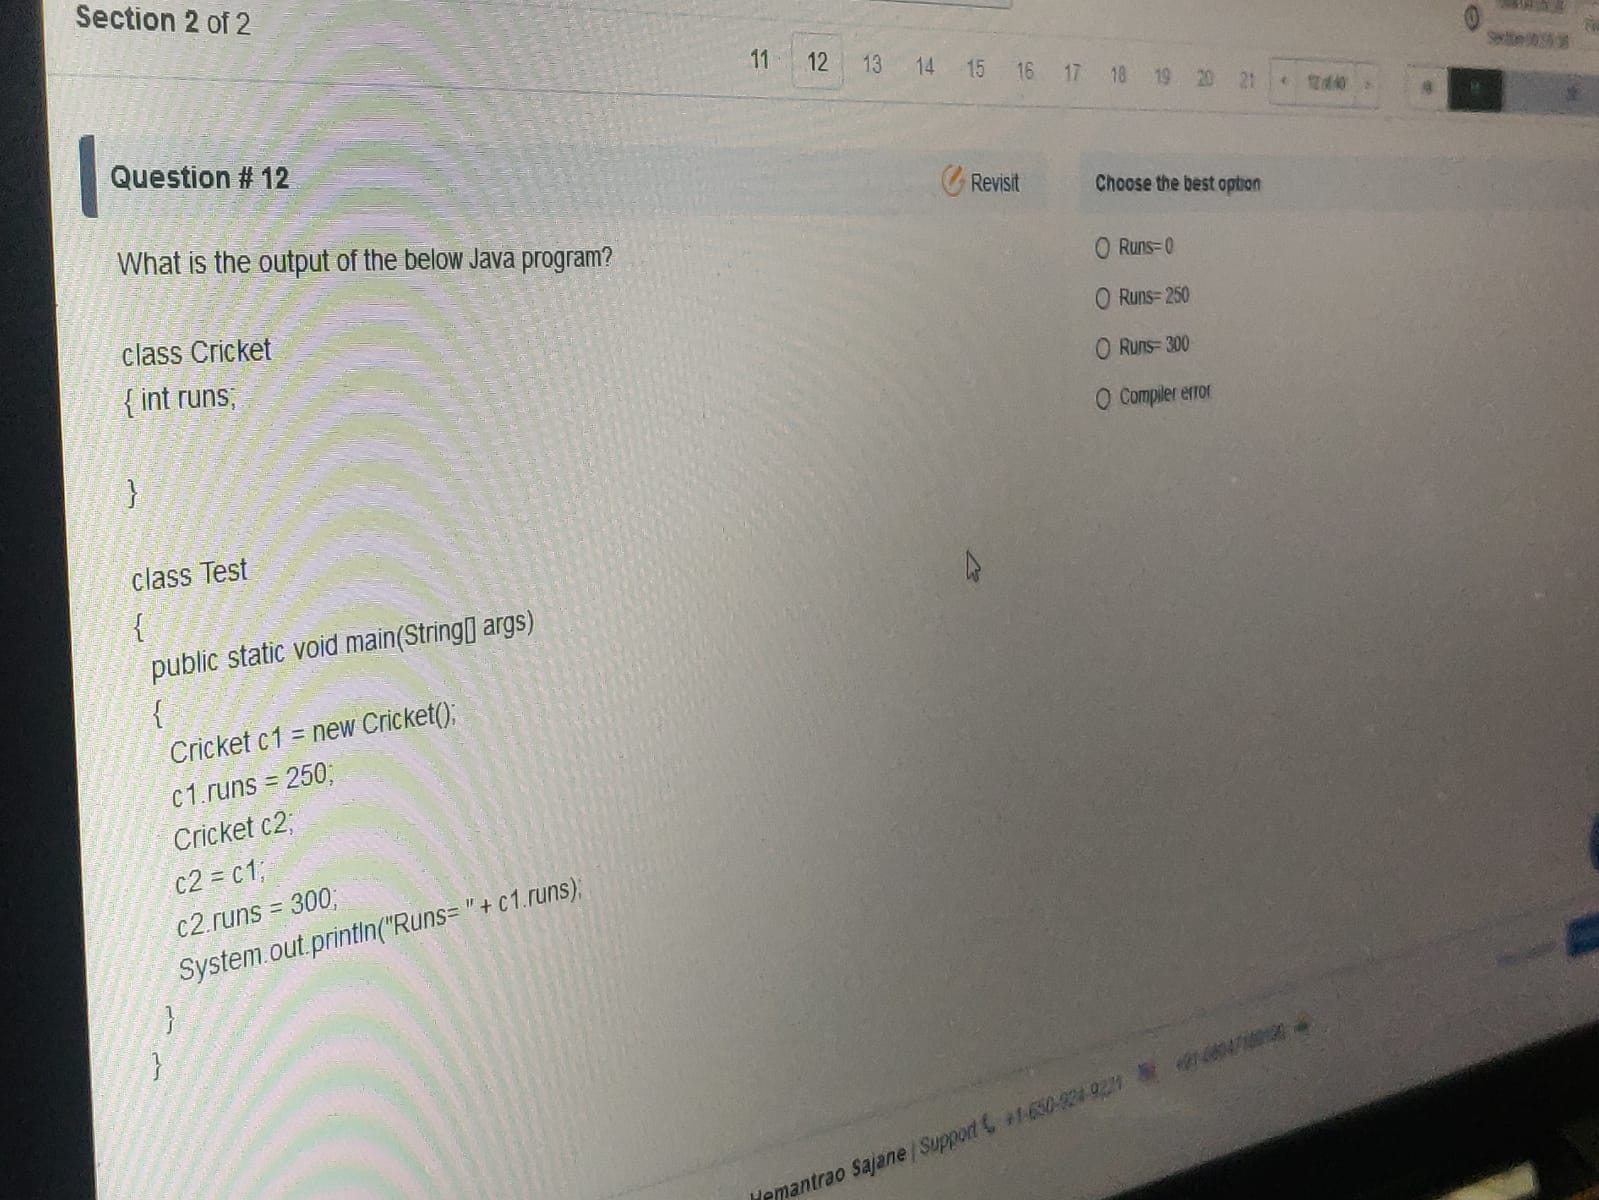 Section 2 of 2
11 12 13 14 15 16 17 18 19 20 21
Question # 12
Revisit
What is the output of the below Java program?
class Cricket
{ int runs;
}
class Test
{
public static void main(String[] args)
{
Cricket c1 = new Cricket();
c1.runs = 250;
Cricket c2;
c2 = c1;
c2.runs = 300;
System.out.println("Runs= " + c1.runs);
}
}
Choose the best option
Runs= 0
Runs= 250
Runs= 300
Compiler error
Hemantrao Sajane | Support +1-650-924-9221